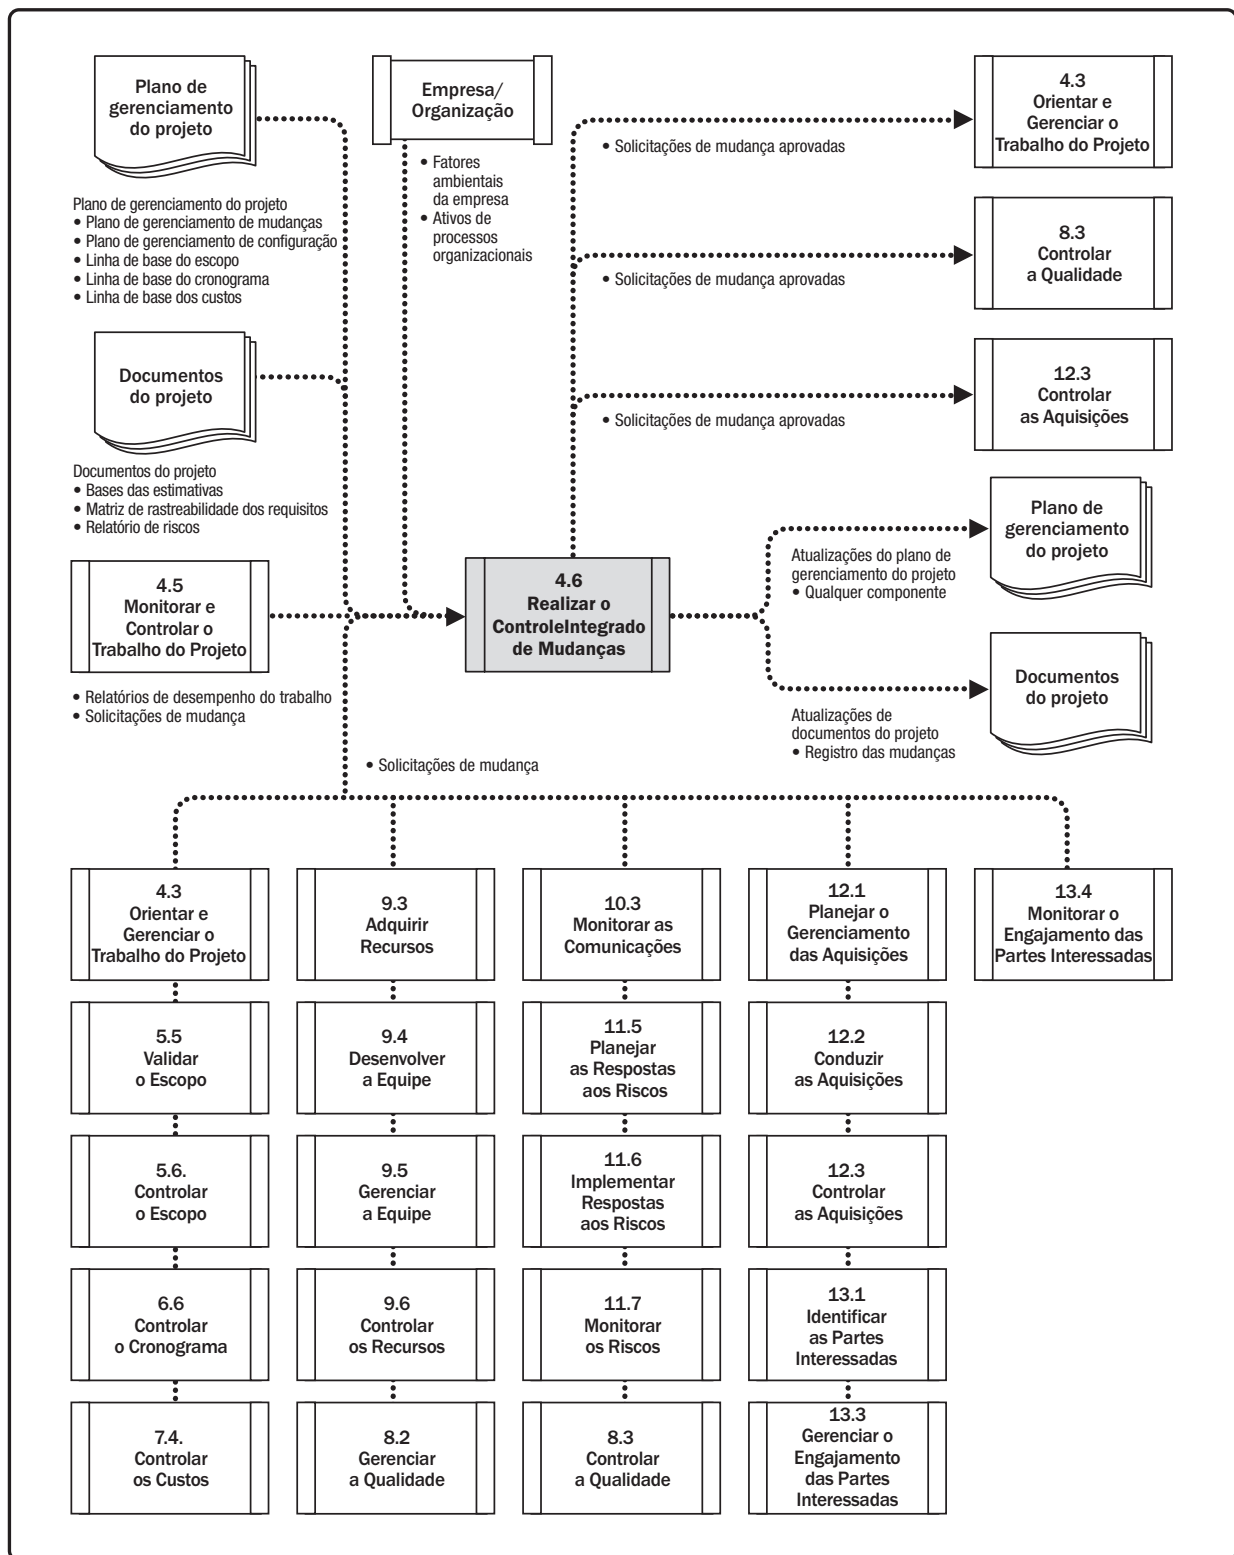 Plano de
gerenciamento
do projeto
Plano de gerenciamento do projeto
• Plano de gerenciamento de mudanças
• Plano de gerenciamento de configuração
• Linha de base do escopo
• Linha de base do cronograma
• Linha de base dos custos
Empresa/
Organização
• Fatores
ambientais
da empresa
• Ativos de
processos
organizacionais
• Solicitações de mudança aprovadas
4.3
Orientar e
Gerenciar o
Trabalho do Projeto
• Solicitações de mudança aprovadas
8.3
Controlar
a Qualidade
• Solicitações de mudança aprovadas
12.3
Controlar
as Aquisições
Documentos
do projeto
Documentos do projeto
• Bases das estimativas
• Matriz de rastreabilidade dos requisitos
• Relatório de riscos
4.5
Monitorar e
Controlar o
Trabalho do Projeto
• Relatórios de desempenho do trabalho
• Solicitações de mudança
4.6
Realizar o
ControleIntegrado
de Mudanças
Atualizações do plano de
gerenciamento do projeto
• Qualquer componente
Plano de
gerenciamento
do projeto
Atualizações de
documentos do projeto
• Registro das mudanças
Documentos
do projeto
• Solicitações de mudança
4.3
Orientar e
Gerenciar o
Trabalho do Projeto
5.5
Validar
o Escopo
5.6.
Controlar
o Escopo
6.6
Controlar
o Cronograma
7.4.
Controlar
os Custos
9.3
Adquirir
Recursos
9.4
Desenvolver
a Equipe
9.5
Gerenciar
a Equipe
9.6
Controlar
os Recursos
8.2
Gerenciar
a Qualidade
10.3
Monitorar as
Comunicações
11.5
Planejar
as Respostas
aos Riscos
11.6
Implementar
Respostas
aos Riscos
11.7
Monitorar
os Riscos
8.3
Controlar
a Qualidade
12.1
Planejar o
Gerenciamento
das Aquisições
12.2
Conduzir
as Aquisições
12.3
Controlar
as Aquisições
13.1
Identificar
as Partes
Interessadas
13.3
Gerenciar o
Engajamento
das Partes
Interessadas
13.4
Monitorar o
Engajamento das
Partes Interessadas